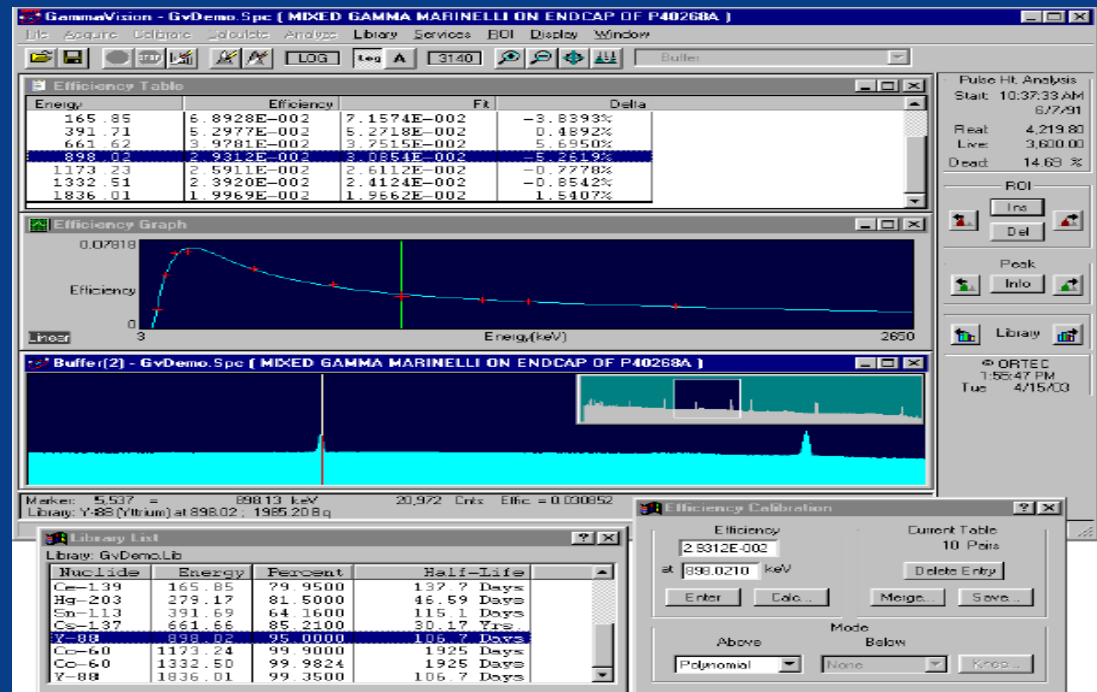 GammaVision - GvDemo.Spc ( MIXED GAMMA MARINELLI ON ENDCAP OF P40268A )
File Acquire Calibrate Calculate Analyze Library Services ROI Display Window
LOG Log A 3140 Buffer
Efficiency Table
Energy Efficiency Fit Delta
165.85 6.8928E-002 7.1574E-002 -3.8393%
391.71 5.2977E-002 5.2718E-002 0.4892%
661.62 3.9781E-002 3.7515E-002 5.6950%
898.02 2.9312E-002 3.0854E-002 -5.2619%
1173.23 2.5911E-002 2.6112E-002 -0.7778%
1332.51 2.3920E-002 2.4124E-002 -0.8542%
1836.01 1.9969E-002 1.9662E-002 1.5407%
Efficiency Graph
0.07818
Efficiency
0
Linear 3 Energy(keV) 2650
Buffer(2) - GvDemo.Spc ( MIXED GAMMA MARINELLI ON ENDCAP OF P40268A )
Marker: 5,537 = 898.13 keV 20,972 Cnts Effic = 0.030852
Library: Y-88 (Yttrium) at 898.02 ; 1985.20 Bq
Pulse Ht. Analysis
Start: 10:37:33 AM
6/7/91
Real: 4,219.80
Live: 3,600.00
Dead: 14.69 %
ROI
Ins
Del
Peak
Info
Library
© ORTEC
1:55:47 PM
Tue 4/15/03
Library List
Library: GvDemo.Lib
Nuclide Energy Percent Half-Life
Ce-139 165.85 79.9500 137.7 Days
Hg-203 279.17 81.5000 46.59 Days
Sn-113 391.69 64.1600 115.1 Days
Cs-137 661.66 85.2100 30.17 Yrs.
Y-88 898.02 95.0000 106.7 Days
Co-60 1173.24 99.9000 1925 Days
Co-60 1332.50 99.9824 1925 Days
Y-88 1836.01 99.3500 106.7 Days
Efficiency Calibration
Efficiency
2.9312E-002
at 898.0210 keV
Enter Calc...
Current Table
10 Pairs
Delete Entry
Merge... Save...
Mode
Above Below
Polynomial None Knee...